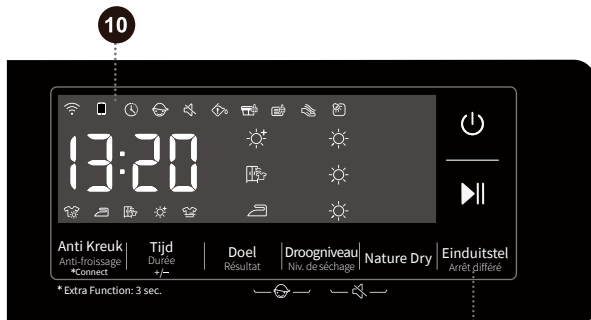 10
13:20
Anti Kreuk
Anti-froissage
*Connect
Tijd
Durée
+/–
Doel
Résultat
Droogniveau
Niv. de séchage
Nature Dry
Einduitstel
Arrêt différé
* Extra Function: 3 sec.